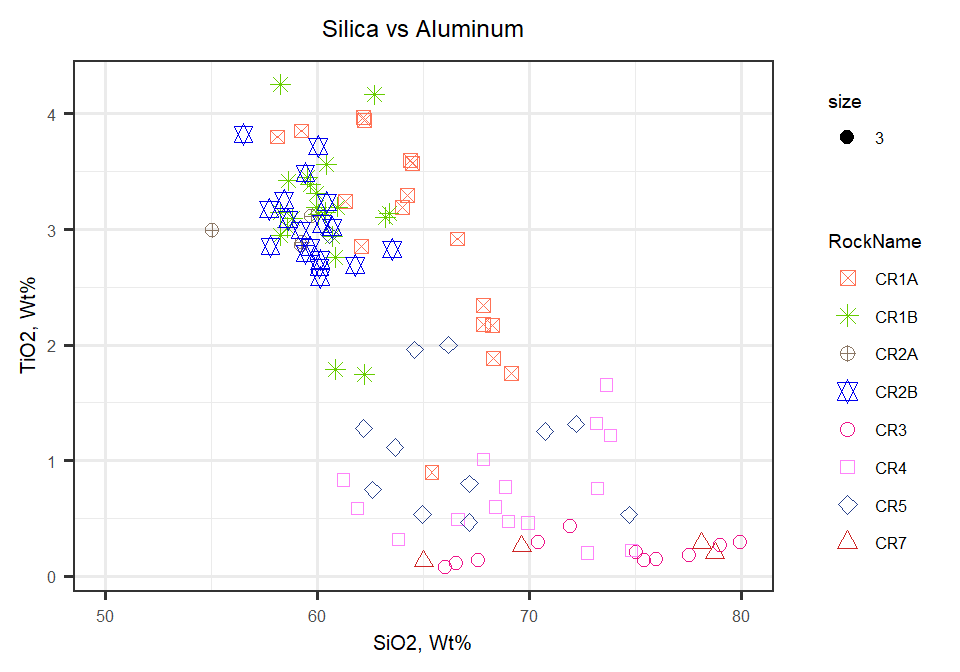 Silica vs Aluminum
TiO2, Wt%
4
3
2
1
0
50 60 70 80
SiO2, Wt%
size
3
RockName
CR1A
CR1B
CR2A
CR2B
CR3
CR4
CR5
CR7